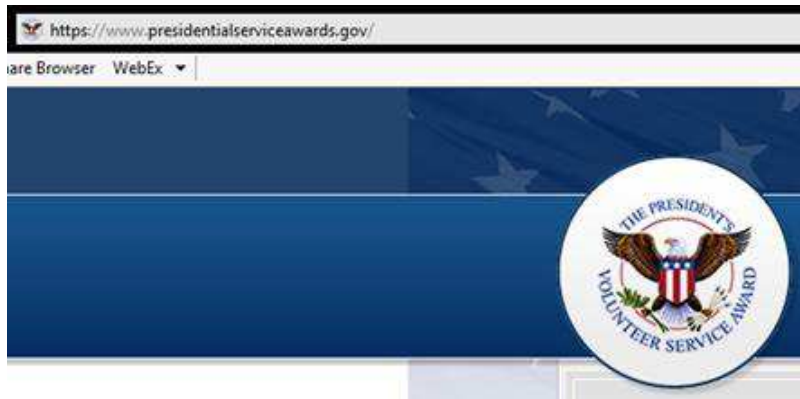 https://www.presidentialserviceawards.gov/
are Browser WebEx
THE PRESIDENT'S
VOLUNTEER SERVICE AWARD